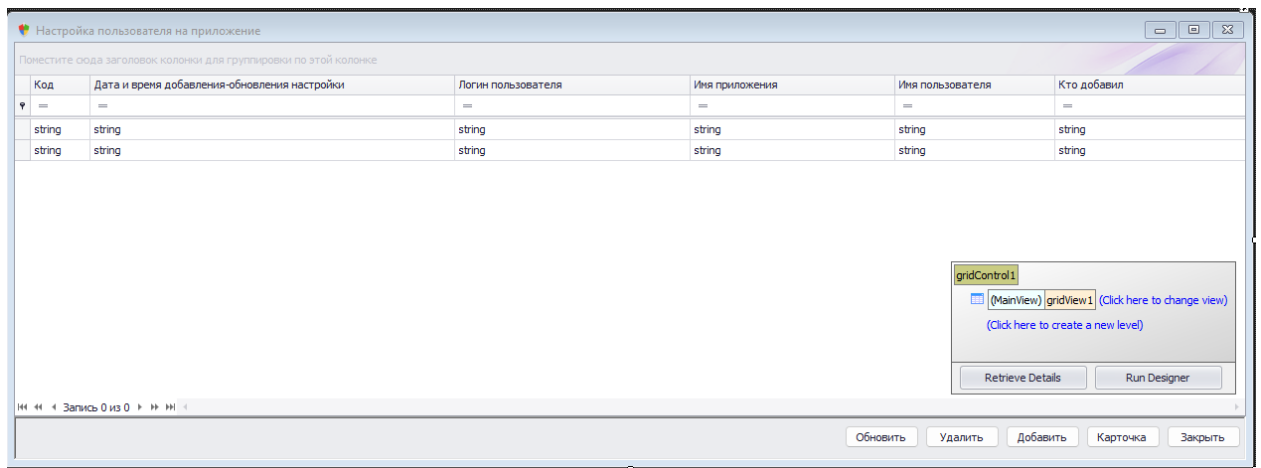 Настройка пользователя на приложение
Поместите сюда заголовок колонки для группировки по этой колонке
Код Дата и время добавления-обновления настройки Логин пользователя Имя приложения Имя пользователя Кто добавил
= = = = = =
string string string string string string
string string string string string string
gridControl1
(MainView) gridView1 (Click here to change view)
(Click here to create a new level)
Retrieve Details Run Designer
Запись 0 из 0
Обновить Удалить Добавить Карточка Закрыть